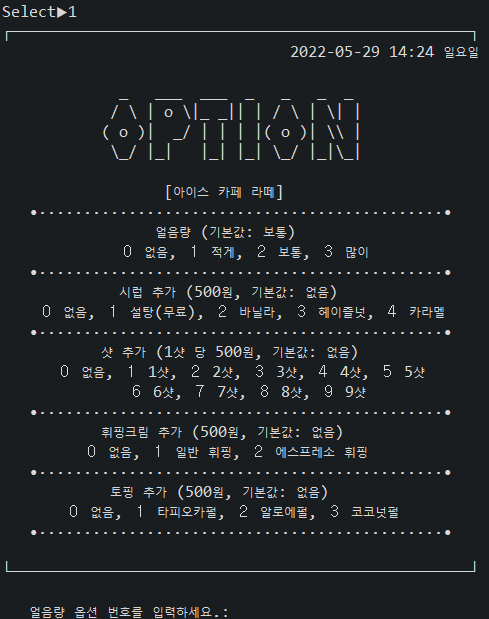 Select▶1
2022-05-29 14:24 일요일
OPTION
[아이스 카페 라떼]
얼음량 (기본값: 보통)
0 없음, 1 적게, 2 보통, 3 많이
시럽 추가 (500원, 기본값: 없음)
0 없음, 1 설탕(무료), 2 바닐라, 3 헤이즐넛, 4 카라멜
샷 추가 (1샷 당 500원, 기본값: 없음)
0 없음, 1 1샷, 2 2샷, 3 3샷, 4 4샷, 5 5샷
6 6샷, 7 7샷, 8 8샷, 9 9샷
휘핑크림 추가 (500원, 기본값: 없음)
0 없음, 1 일반 휘핑, 2 에스프레소 휘핑
토핑 추가 (500원, 기본값: 없음)
0 없음, 1 타피오카펄, 2 알로에펄, 3 코코넛펄
얼음량 옵션 번호를 입력하세요.: